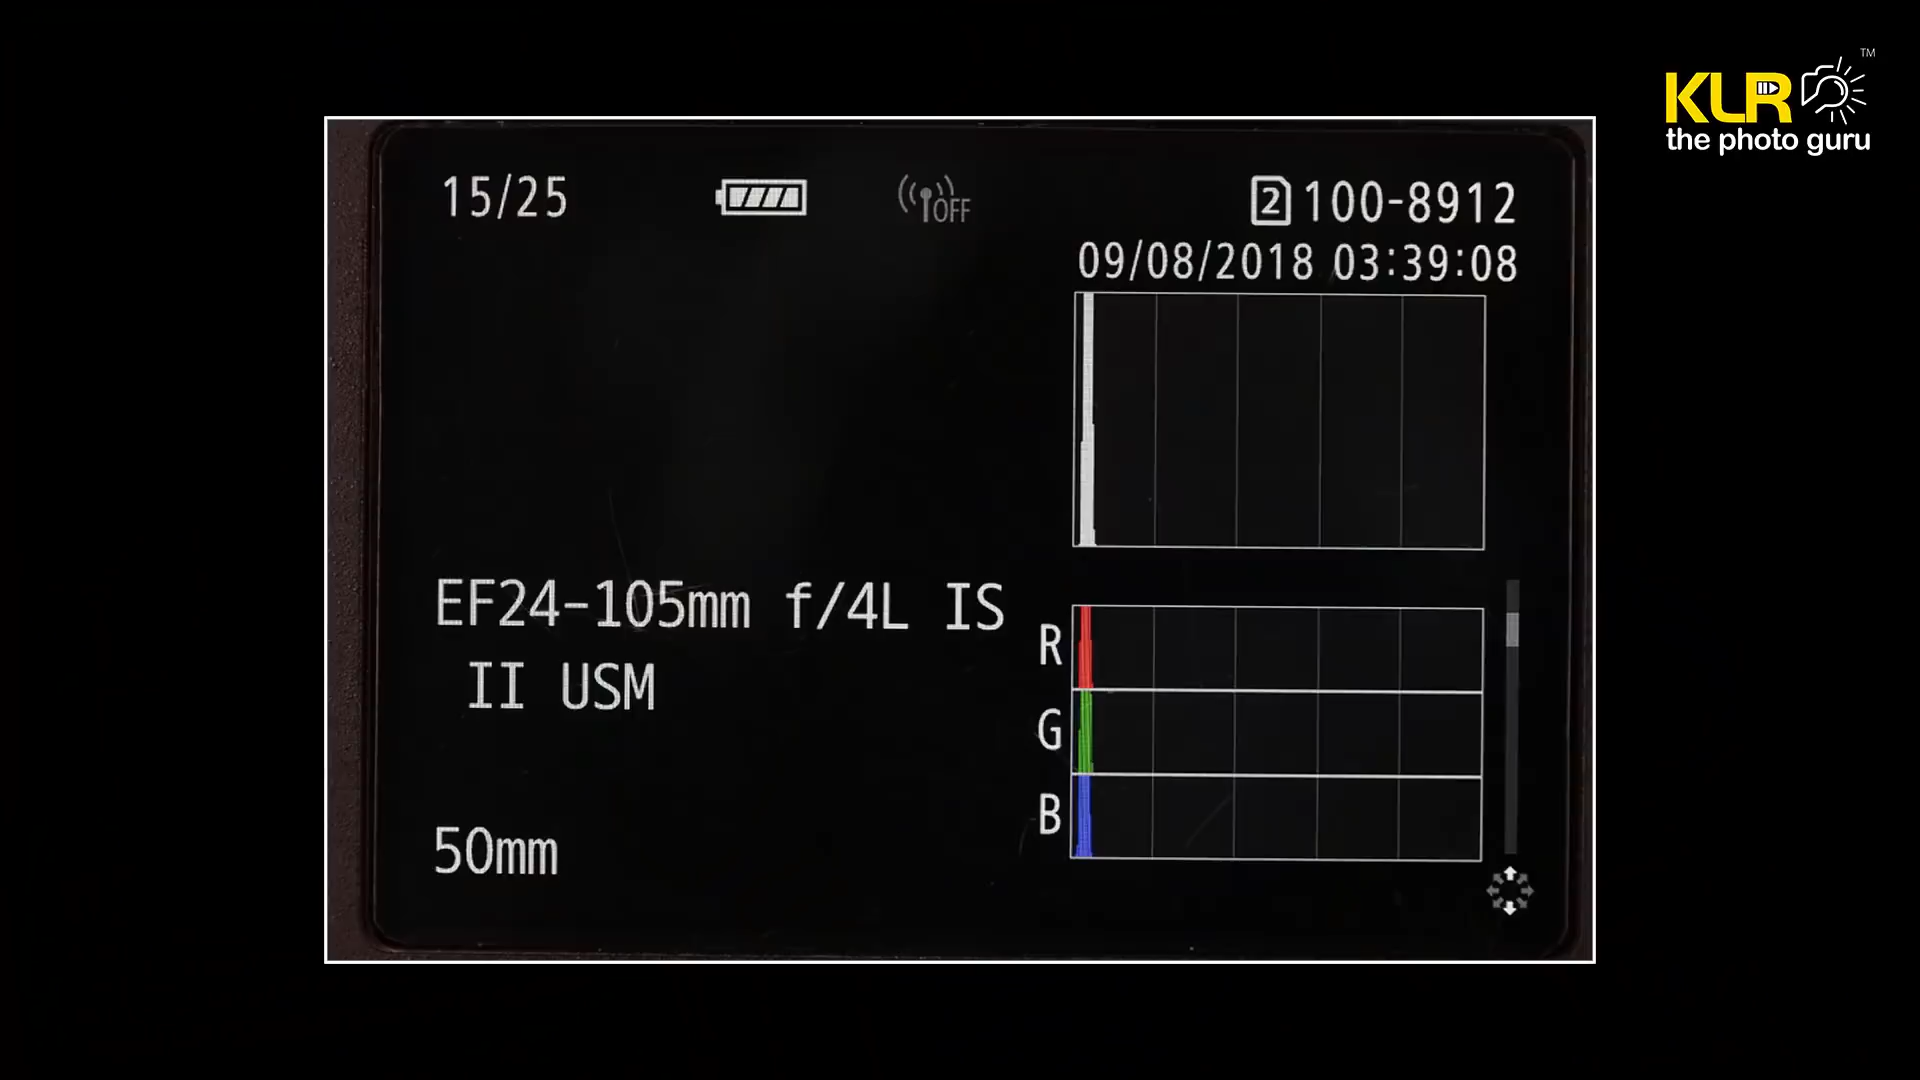 TM
KLR
the photo guru
15/25
OFF
2 100-8912
09/08/2018 03:39:08
EF24-105mm f/4L IS
II USM
R
G
B
50mm